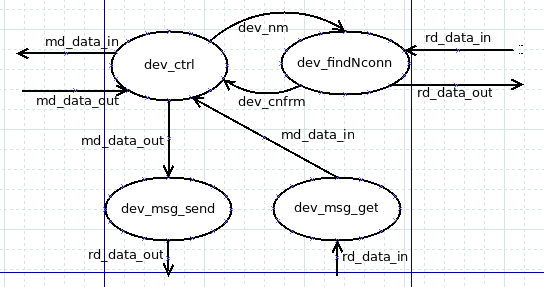 dev_nm
md_data_in
rd_data_in
dev_ctrl
dev_findNconn
md_data_out
dev_cnfrm
rd_data_out
md_data_out
md_data_in
dev_msg_send
dev_msg_get
rd_data_out
rd_data_in